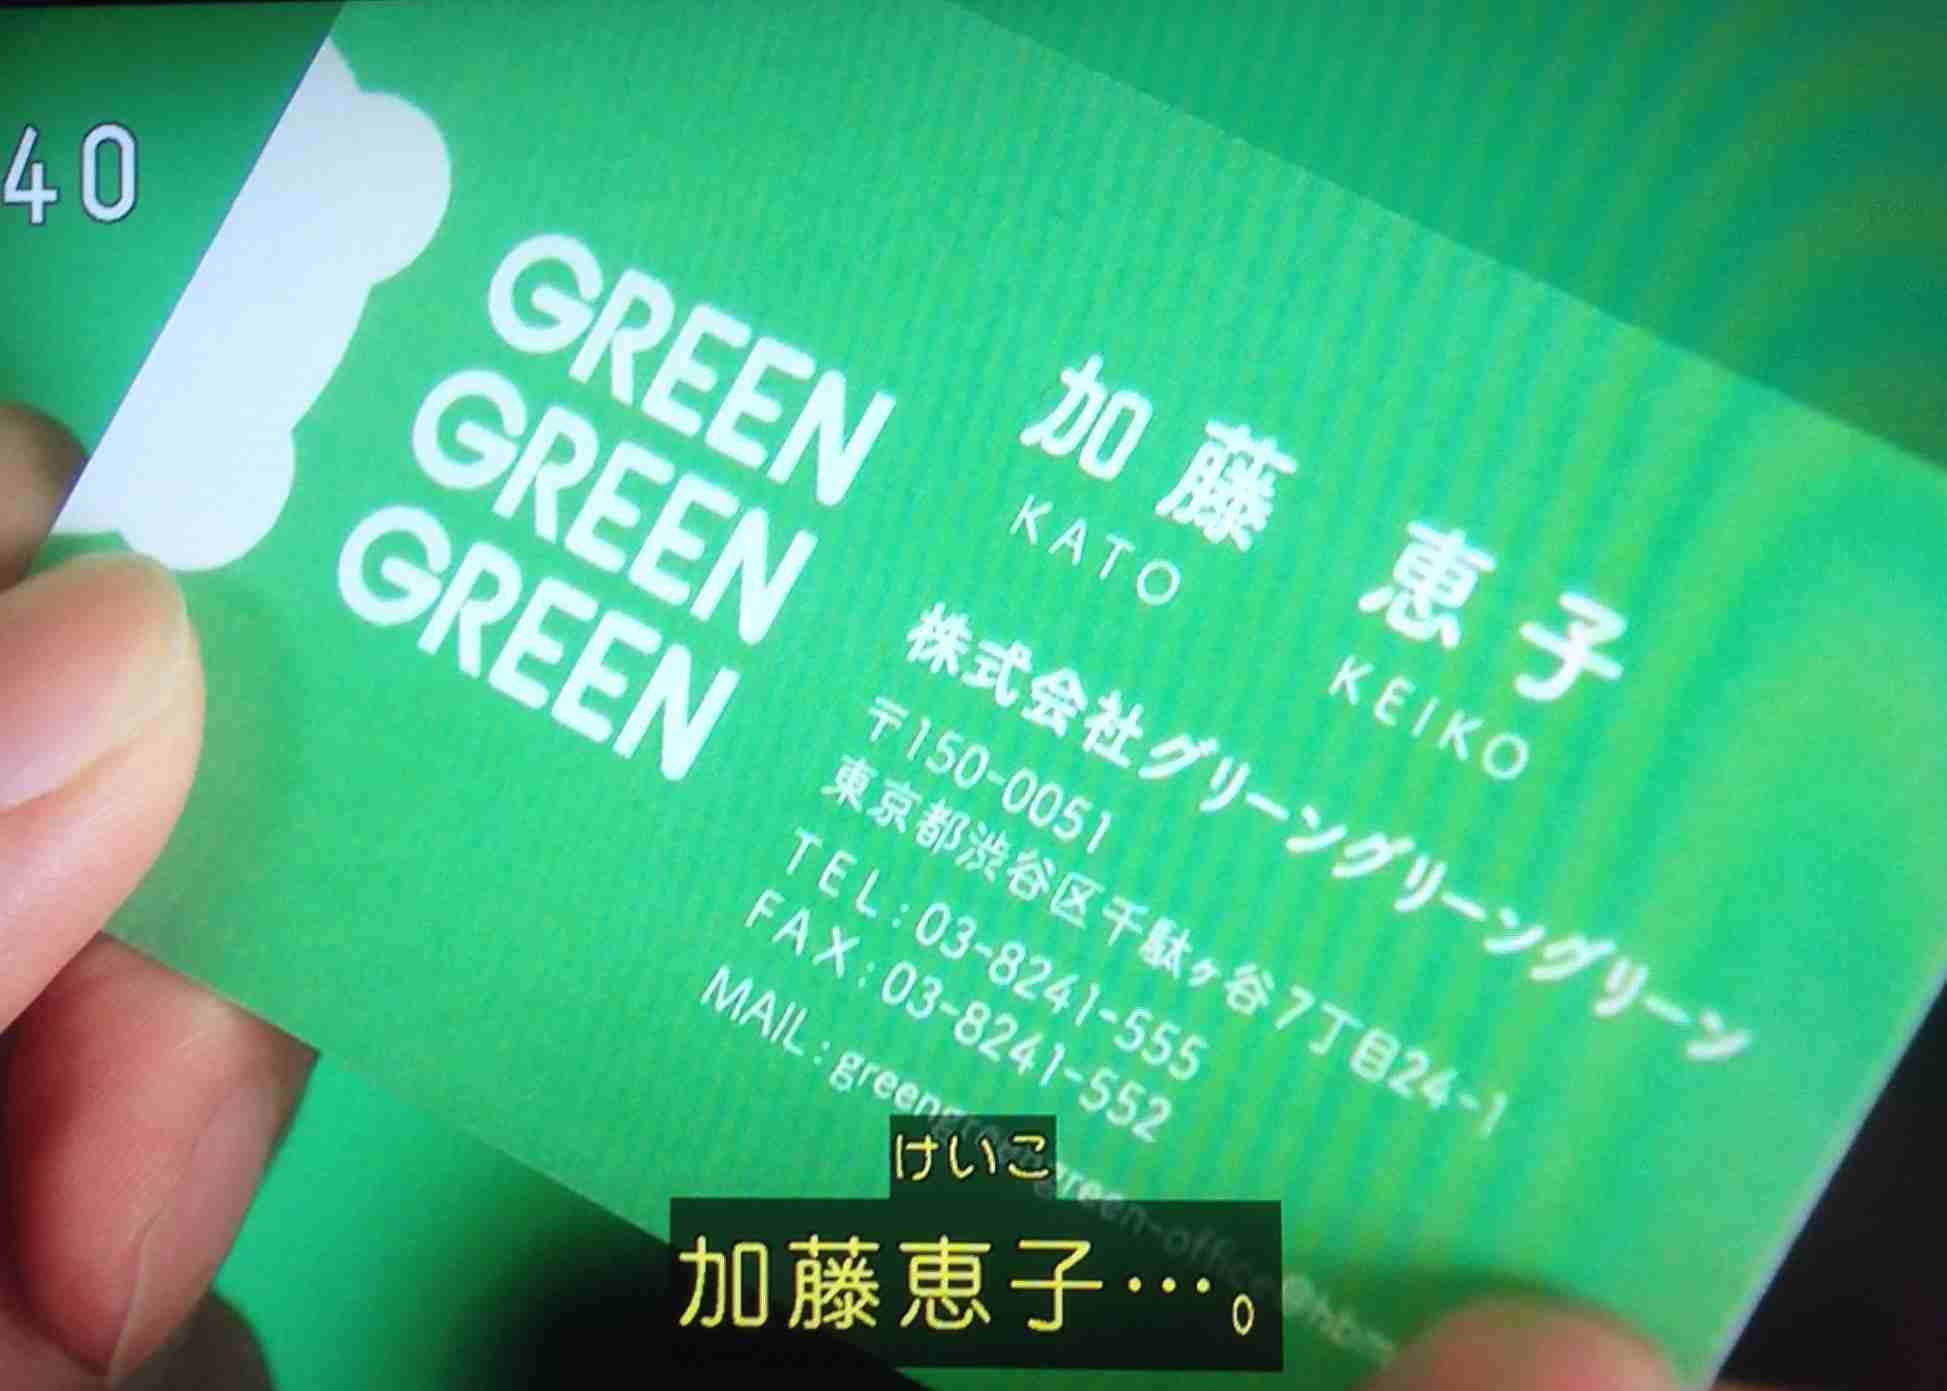 40
GREEN
GREEN
GREEN
加藤 恵子
KATO KEIKO
株式会社グリーングリーングリーン
〒150-0051
東京都渋谷区千駄ヶ谷7丁目24-1
TEL:03-8241-555
FAX:03-8241-552
MAIL:greengreengreen-office@
けいこ
加藤恵子…。